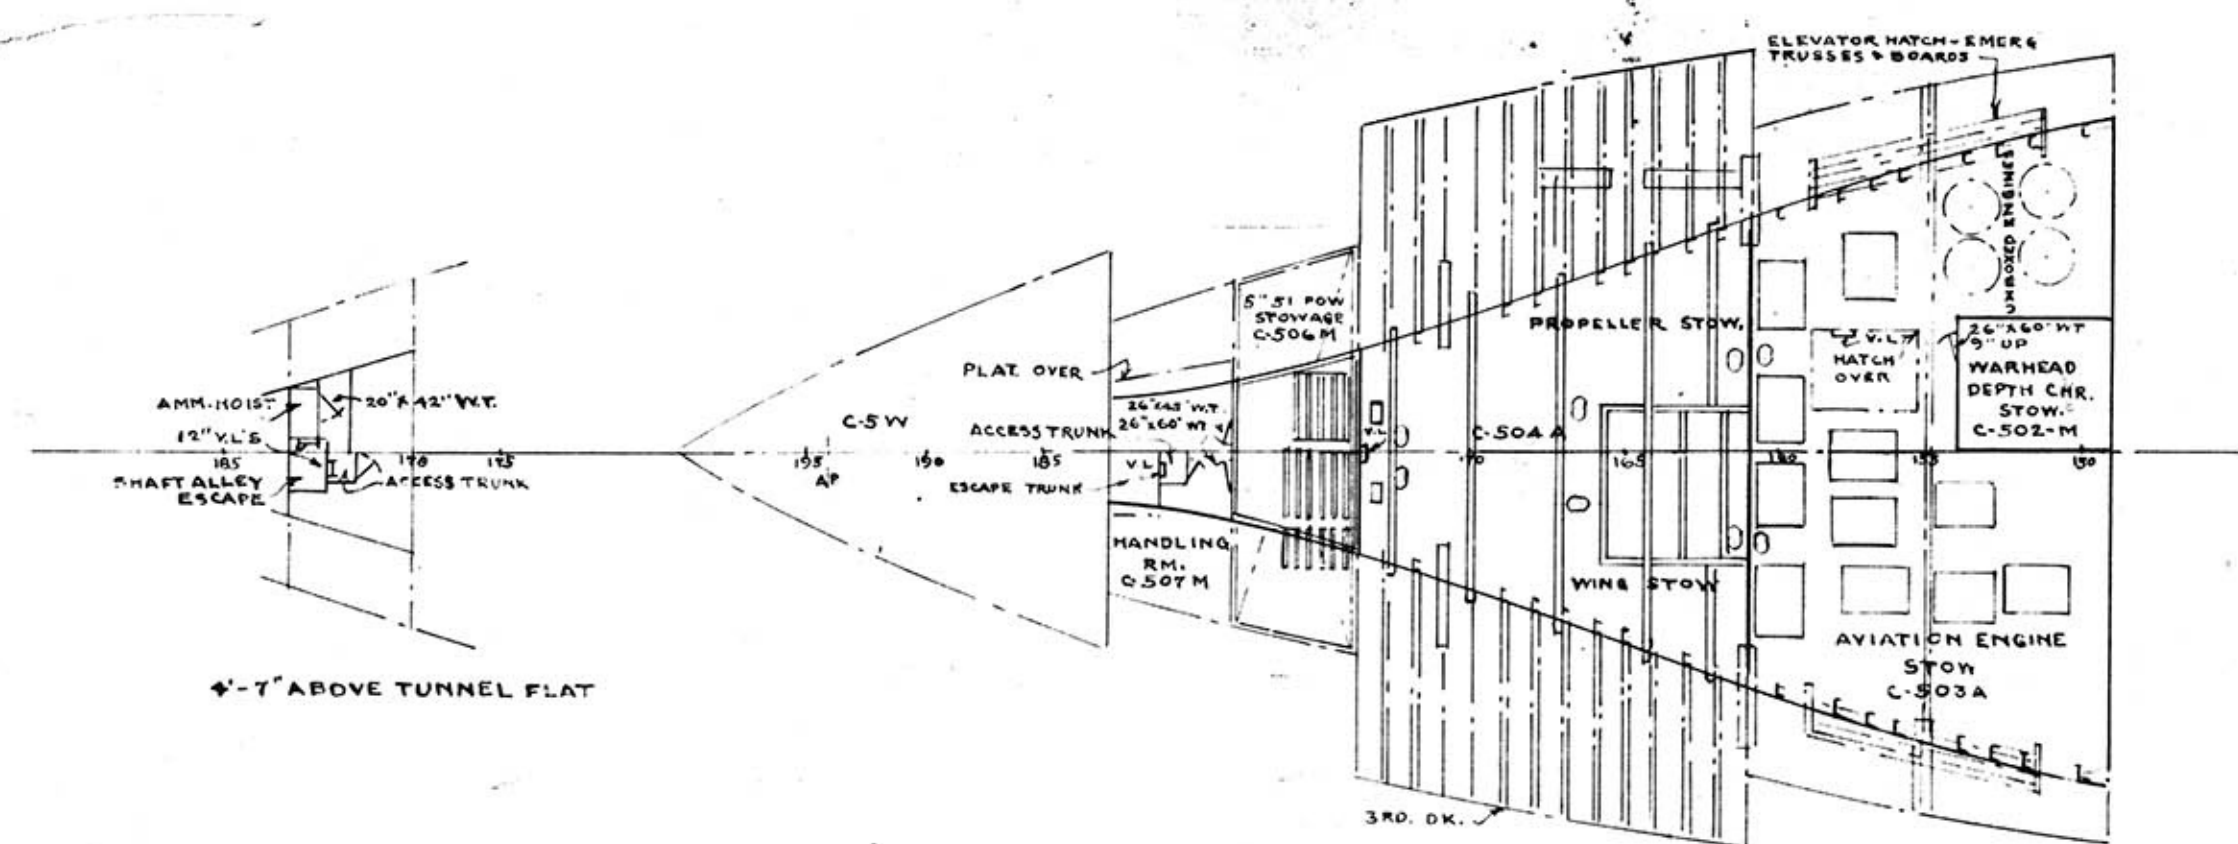 ELEVATOR HATCH-EMERG
TRUSSES & BOARDS
5" 51 POW
STOWAGE
C-506M
PROPELLER STOW.
UNBOXED ENGINES
26"X60" WT
9" UP
V.L.
HATCH
OVER
WARHEAD
DEPTH CHR.
STOW.
C-502-M
PLAT. OVER
AMM. HOIST
20" X 42" W.T.
12" V.L'S
C-5W
ACCESS TRUNK
26"X45" W.T.
26"X60" WT
V.L.
C-504A
185
170
175
195
190
185
170
165
155
150
AP
SHAFT ALLEY
ESCAPE
ACCESS TRUNK
ESCAPE TRUNK
V.L.
HANDLING
RM.
C-507M
WING STOW
AVIATION ENGINE
STOW
C-503A
4'-7" ABOVE TUNNEL FLAT
3RD. DK.